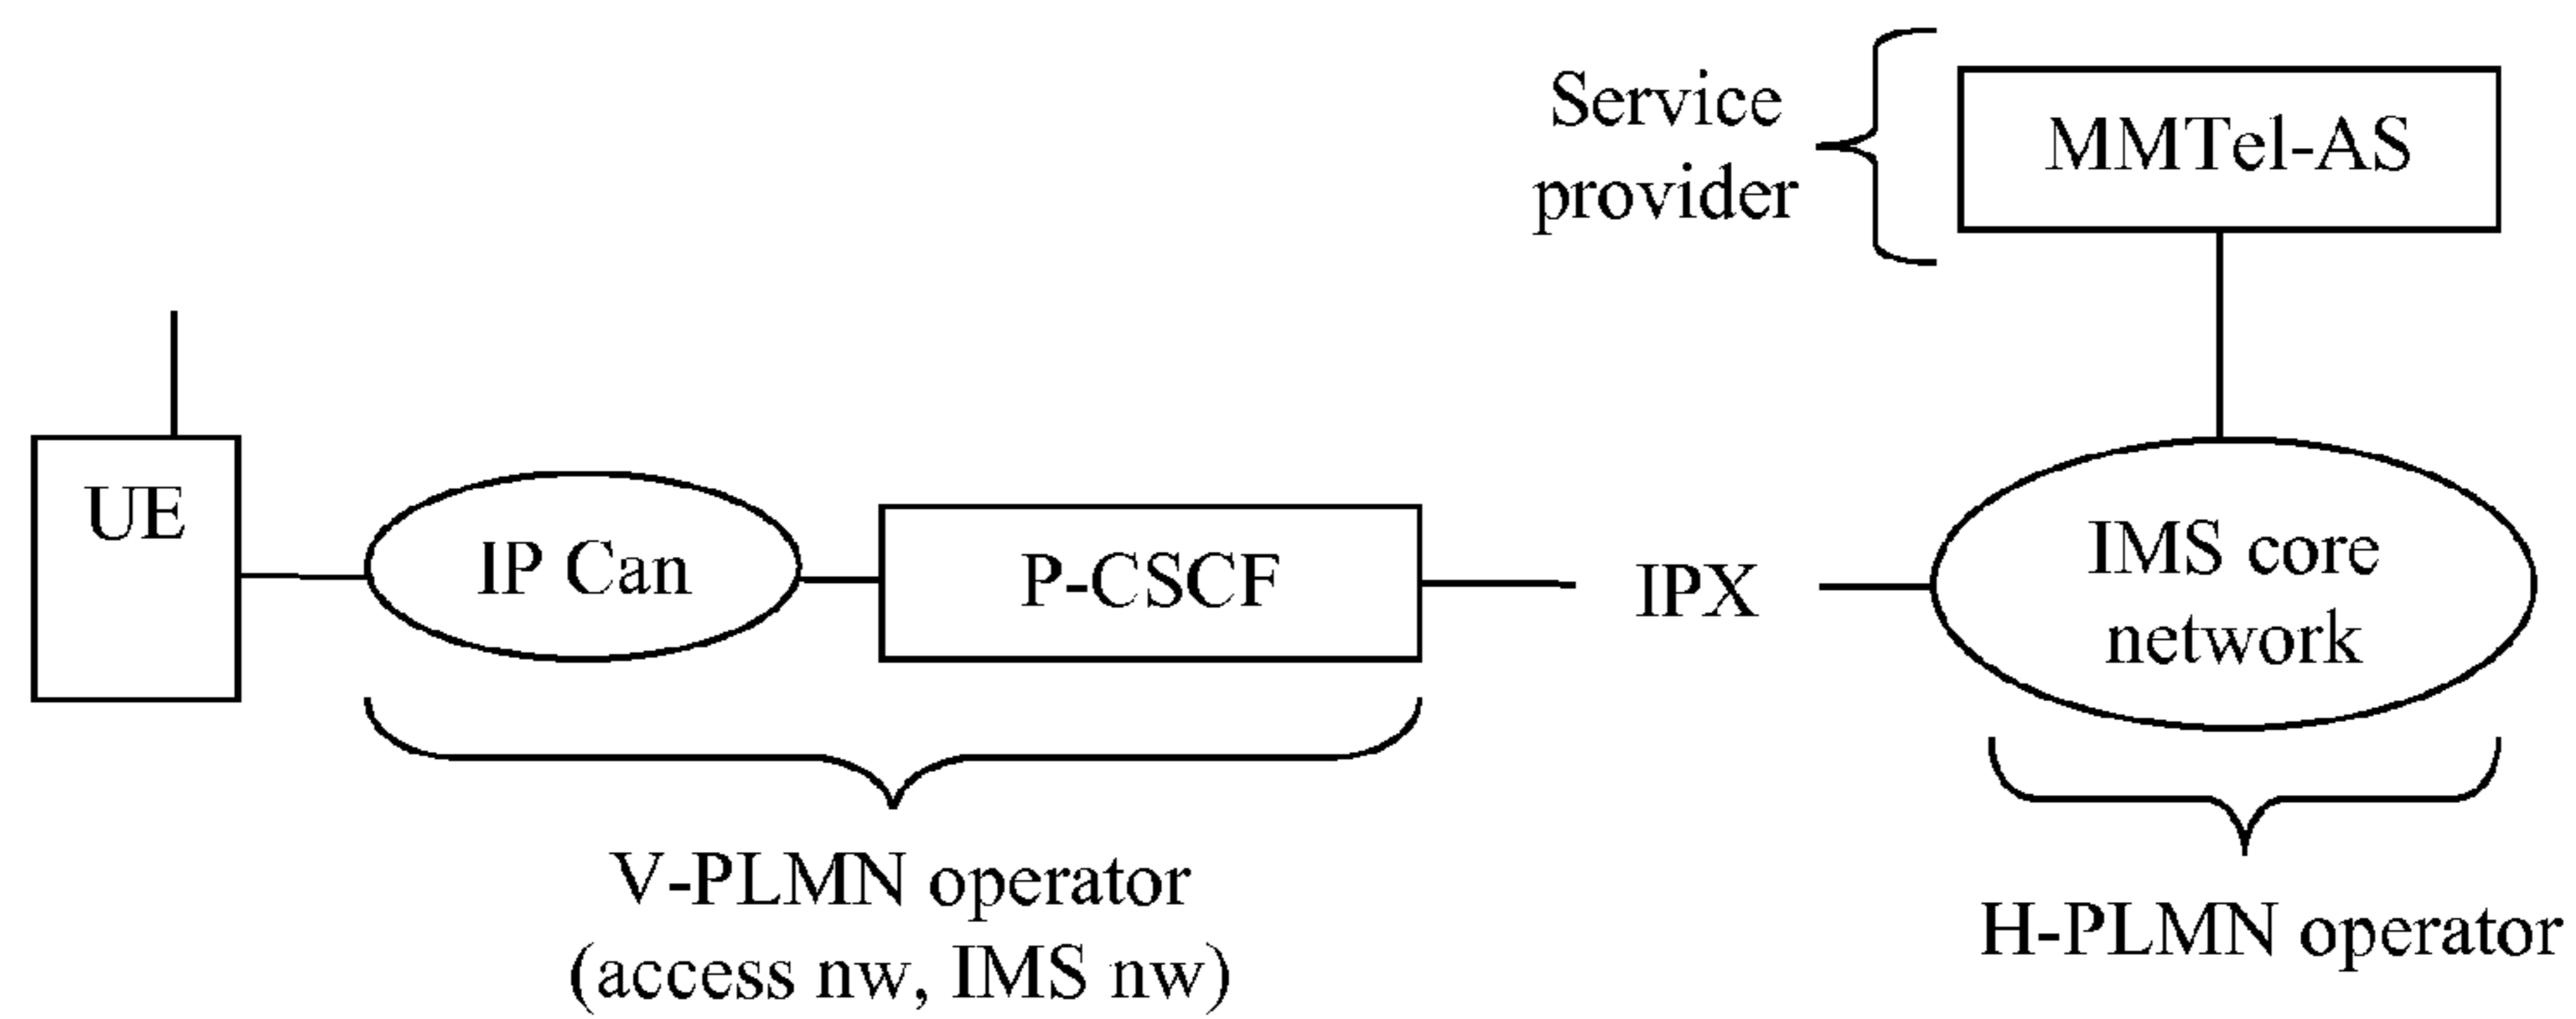 Service
provider
MMTel-AS
UE
IP Can
P-CSCF
IPX
IMS core
network
V-PLMN operator
(access nw, IMS nw)
H-PLMN operator